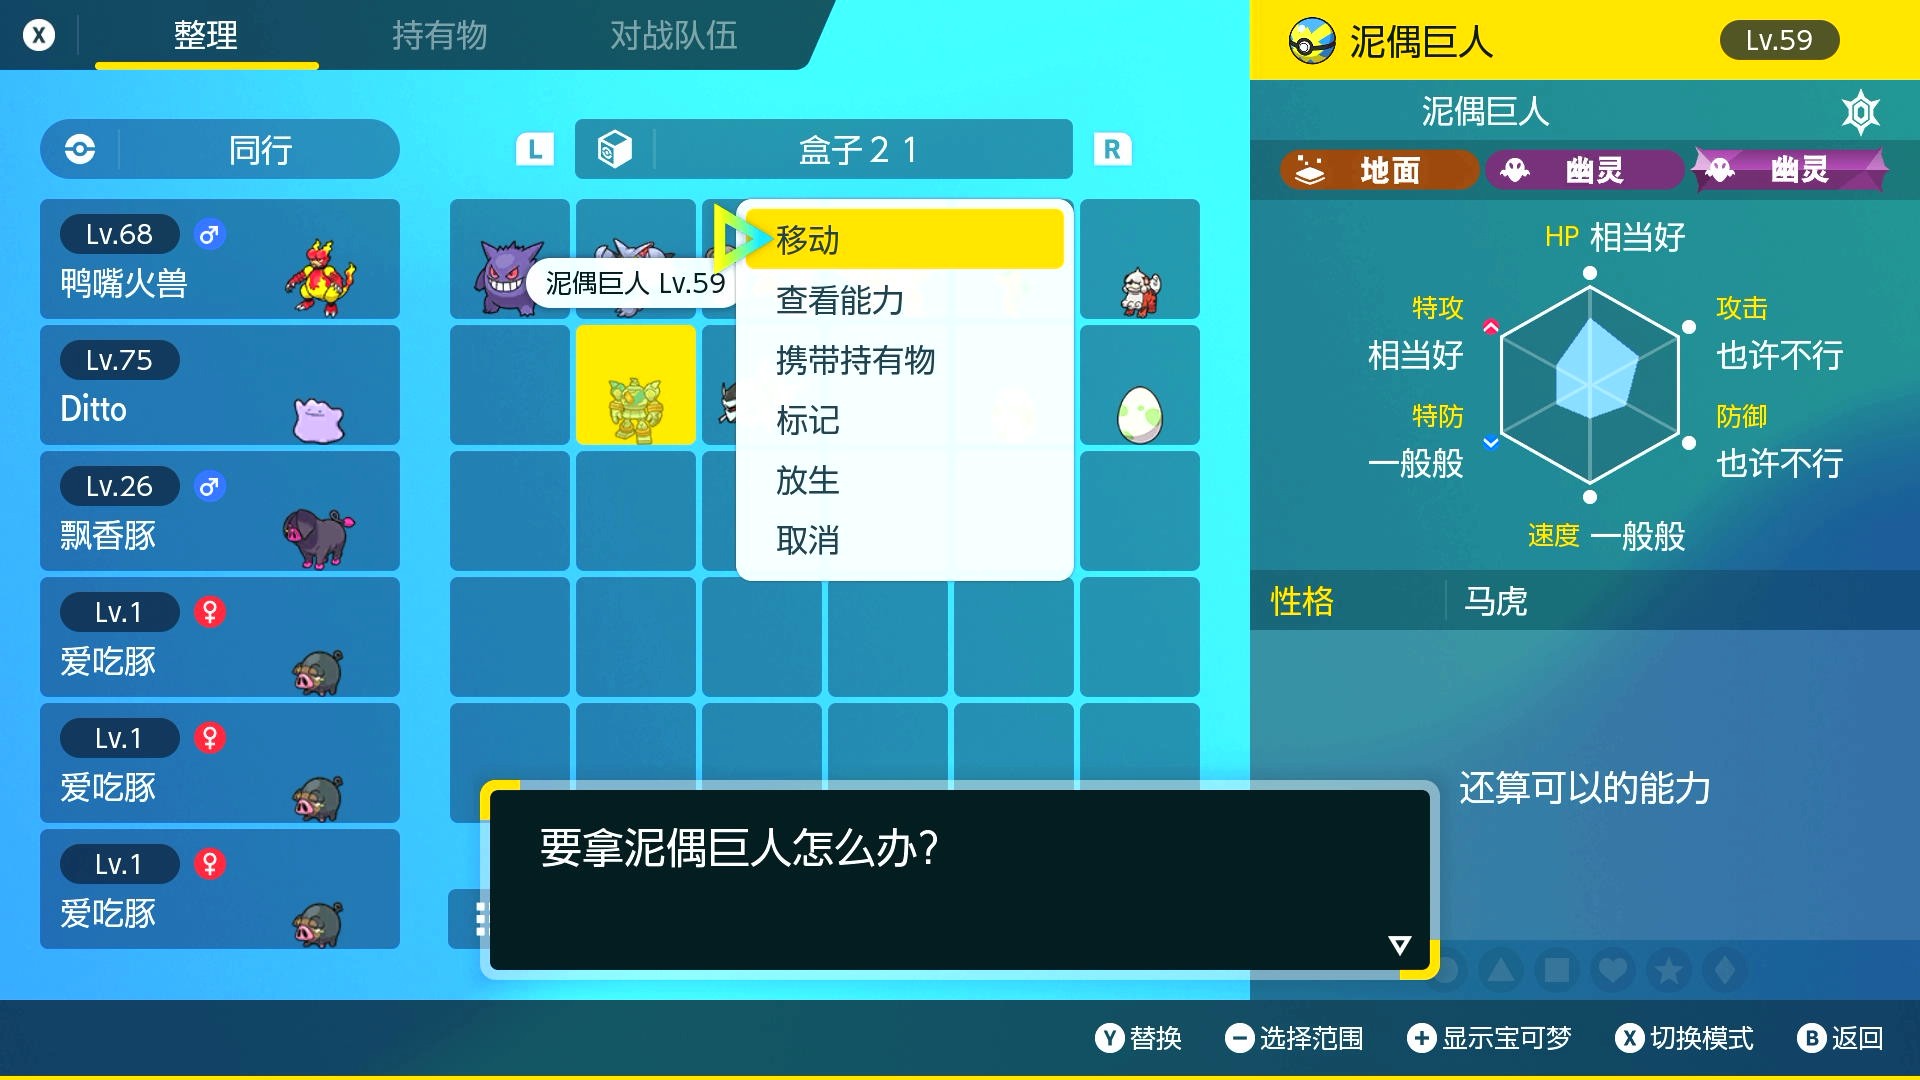 X 整理 持有物 对战队伍
同行
L 盒子21 R
Lv.68
鸭嘴火兽
Lv.75
Ditto
Lv.26
飘香豚
Lv.1
爱吃豚
Lv.1
爱吃豚
Lv.1
爱吃豚
泥偶巨人 Lv.59
移动
查看能力
携带持有物
标记
放生
取消
要拿泥偶巨人怎么办?
泥偶巨人 Lv.59
泥偶巨人
地面 幽灵 幽灵
HP 相当好
特攻
相当好
攻击
也许不行
特防
一般般
防御
也许不行
速度 一般般
性格 马虎
还算可以的能力
Y 替换 选择范围 显示宝可梦 X 切换模式 B 返回